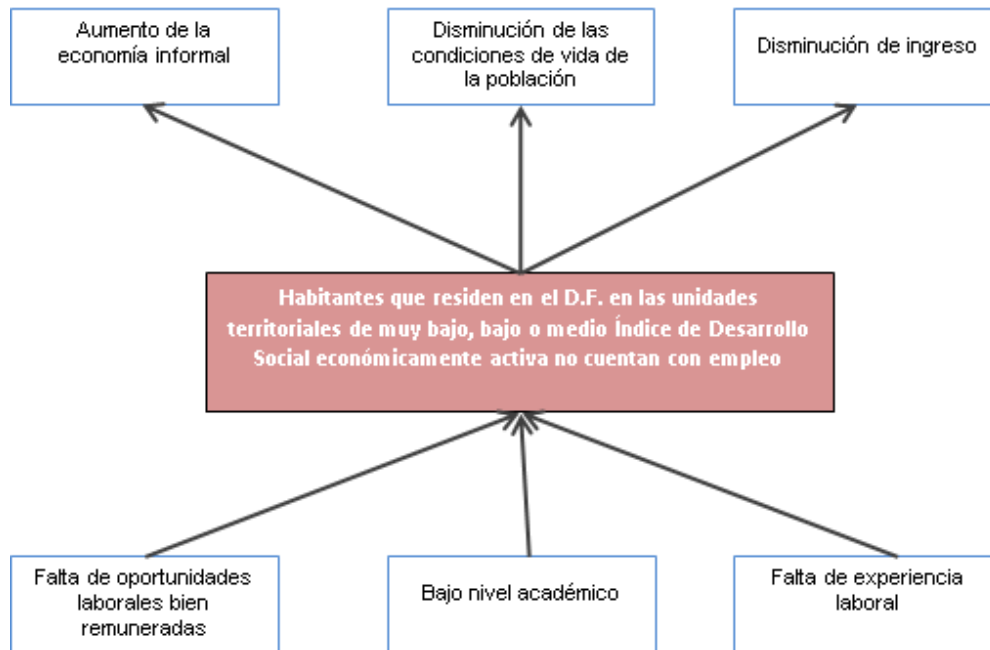 Aumento de la
economía informal
Disminución de las
condiciones de vida de
la población
Disminución de ingreso
Habitantes que residen en el D.F. en las unidades
territoriales de muy bajo, bajo o medio Índice de Desarrollo
Social económicamente activa no cuentan con empleo
Falta de oportunidades
laborales bien
remuneradas
Bajo nivel académico
Falta de experiencia
laboral